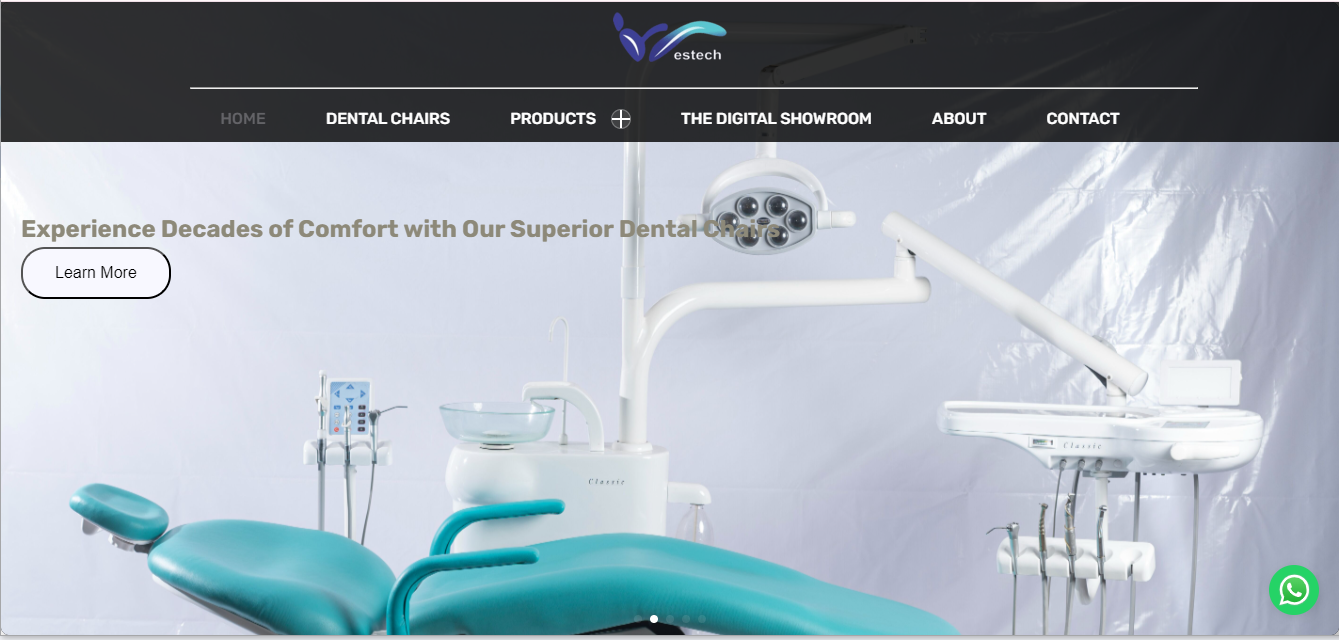 estech
HOME DENTAL CHAIRS PRODUCTS THE DIGITAL SHOWROOM ABOUT CONTACT
Experience Decades of Comfort with Our Superior Dental Chairs
Learn More
Classic
Classic